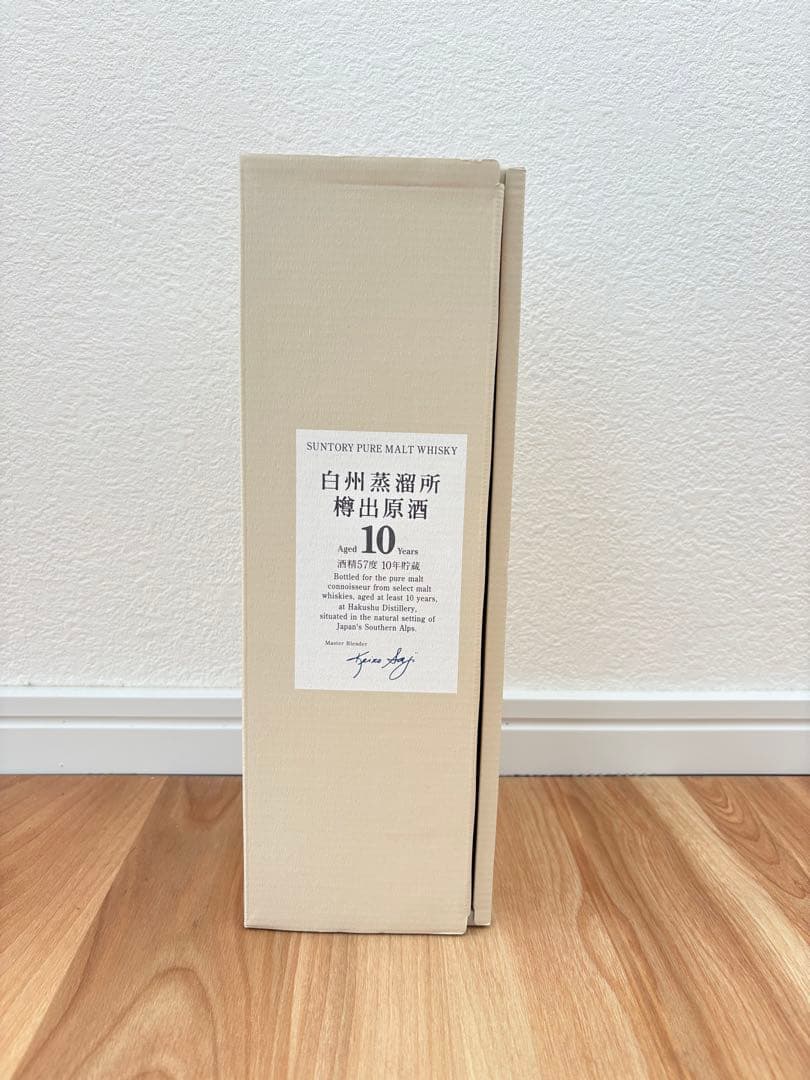 SUNTORY PURE MALT WHISKY
白州蒸溜所
樽出原酒
Aged 10 Years
酒精57度 10年貯蔵
Bottled for the pure malt
connoisseur from select malt
whiskies, aged at least 10 years,
at Hakushu Distillery,
situated in the natural setting of
Japan's Southern Alps.
Master Blender
Keizo Saji